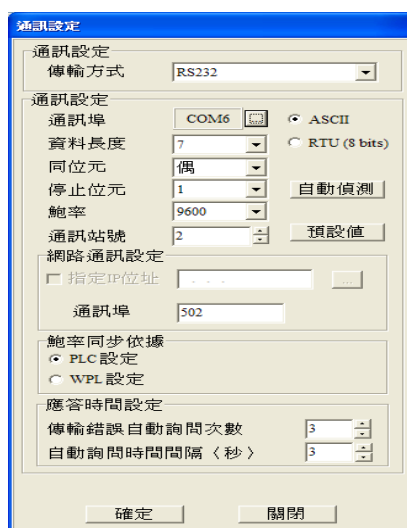 通訊設定
通訊設定
傳輸方式 RS232
通訊設定
通訊埠 COM6 ... ASCII
資料長度 7 RTU (8 bits)
同位元 偶
停止位元 1 自動偵測
鮑率 9600
通訊站號 2 預設值
網路通訊設定
指定IP位址 . . . ...
通訊埠 502
鮑率同步依據
PLC 設定
WPL 設定
應答時間設定
傳輸錯誤自動詢問次數 3
自動詢問時間間隔〈秒〉 3
確定 關閉